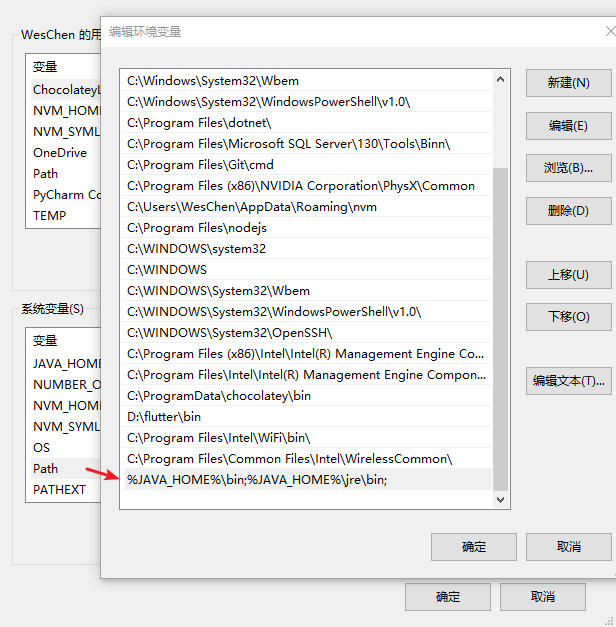 编辑环境变量
WesChen 的用
变量
ChocolateyL
NVM_HOM
NVM_SYML
OneDrive
Path
PyCharm Co
TEMP
系统变量(S)
变量
JAVA_HOME
NUMBER_O
NVM_HOM
NVM_SYML
OS
Path
PATHEXT
C:\Windows\System32\Wbem
C:\Windows\System32\WindowsPowerShell\v1.0\
C:\Program Files\dotnet\
C:\Program Files\Microsoft SQL Server\130\Tools\Binn\
C:\Program Files\Git\cmd
C:\Program Files (x86)\NVIDIA Corporation\PhysX\Common
C:\Users\WesChen\AppData\Roaming\nvm
C:\Program Files\nodejs
C:\WINDOWS\system32
C:\WINDOWS
C:\WINDOWS\System32\Wbem
C:\WINDOWS\System32\WindowsPowerShell\v1.0\
C:\WINDOWS\System32\OpenSSH\
C:\Program Files (x86)\Intel\Intel(R) Management Engine Co...
C:\Program Files\Intel\Intel(R) Management Engine Compon...
C:\ProgramData\chocolatey\bin
D:\flutter\bin
C:\Program Files\Intel\WiFi\bin\
C:\Program Files\Common Files\Intel\WirelessCommon\
%JAVA_HOME%\bin;%JAVA_HOME%\jre\bin;
新建(N)
编辑(E)
浏览(B)...
删除(D)
上移(U)
下移(O)
编辑文本(T)...
确定
取消
确定
取消